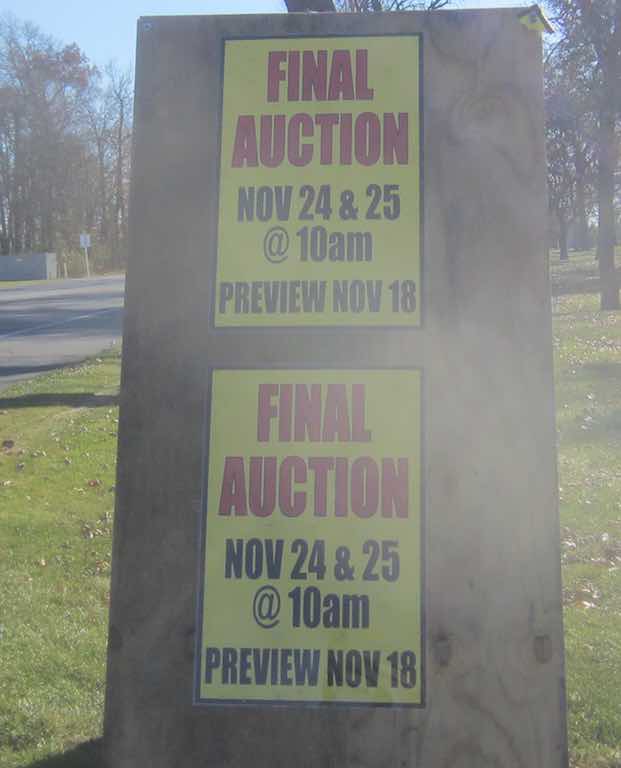 FINAL
AUCTION
NOV 24 & 25
@ 10am
PREVIEW NOV 18
FINAL
AUCTION
NOV 24 & 25
@ 10am
PREVIEW NOV 18